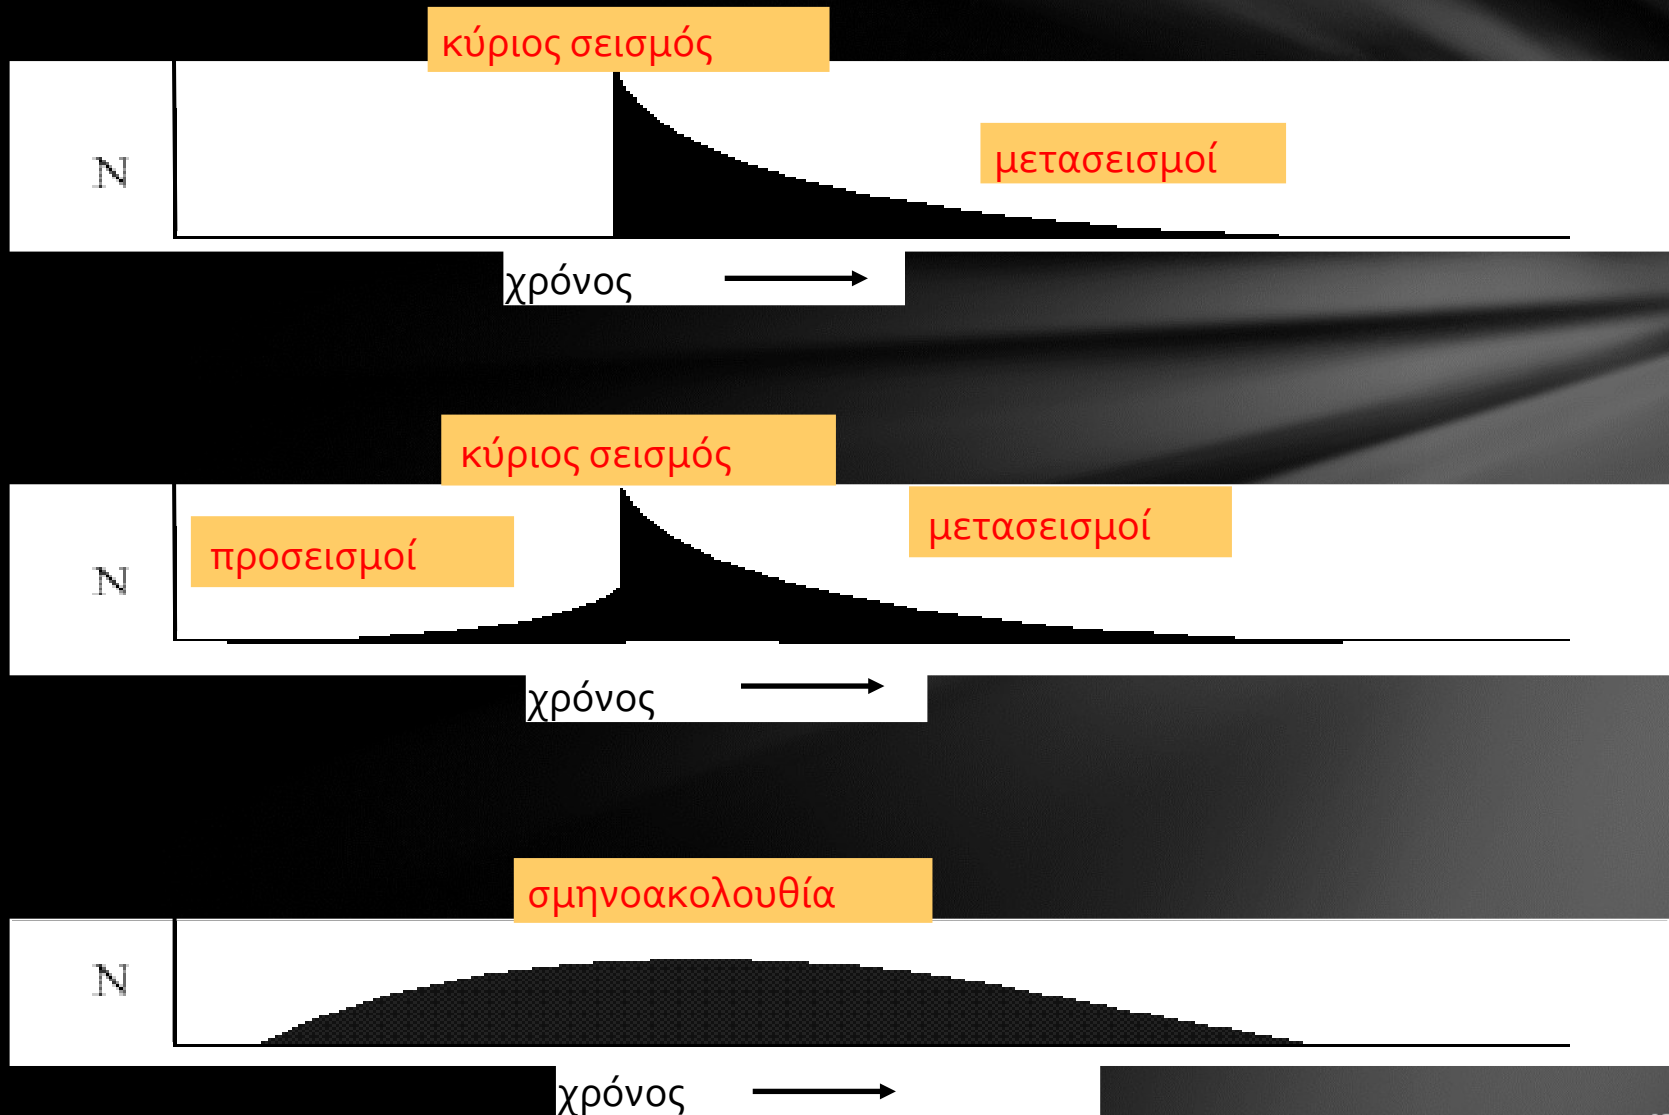 κύριος σεισμός
μετασεισμοί
N
χρόνος
κύριος σεισμός
μετασεισμοί
προσεισμοί
N
χρόνος
σμηνοακολουθία
N
χρόνος